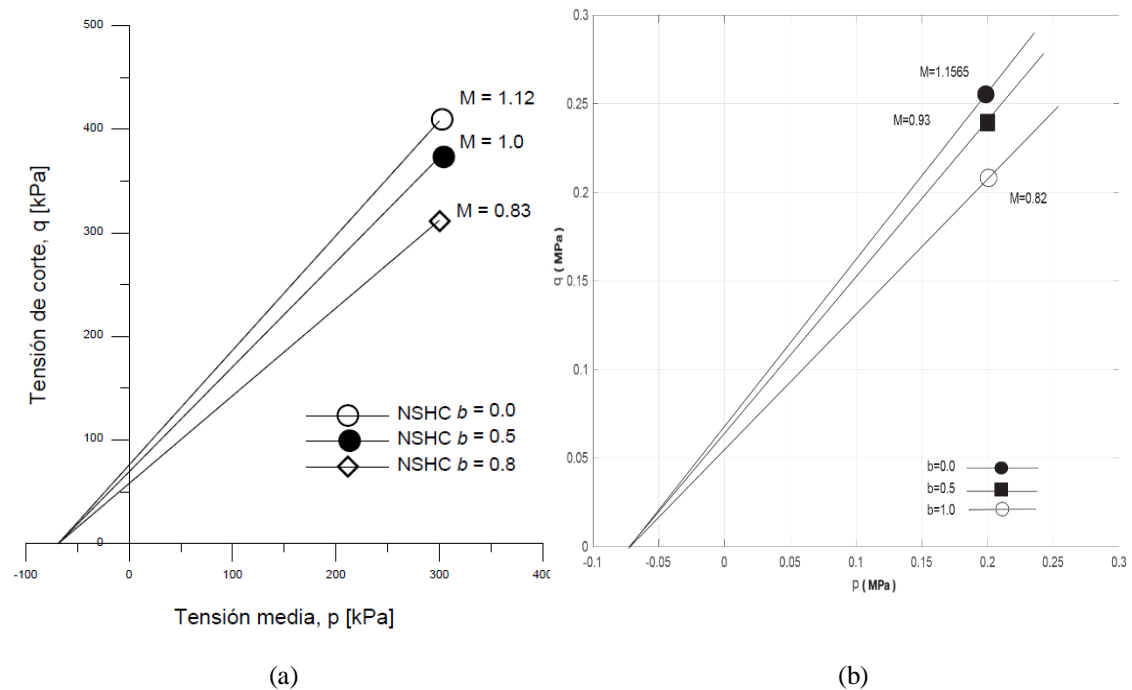 500
400
300
200
100
0
-100
0
100
200
300
400
Tensión de corte, q [kPa]
Tensión media, p [kPa]
M = 1.12
M = 1.0
M = 0.83
NSHC b = 0.0
NSHC b = 0.5
NSHC b = 0.8
(a)
0.3
0.25
0.2
0.15
0.1
0.05
0
-0.1
-0.05
0
0.05
0.1
0.15
0.2
0.25
0.3
q (MPa)
p (MPa)
M=1.1565
M=0.93
M=0.82
b=0.0
b=0.5
b=1.0
(b)